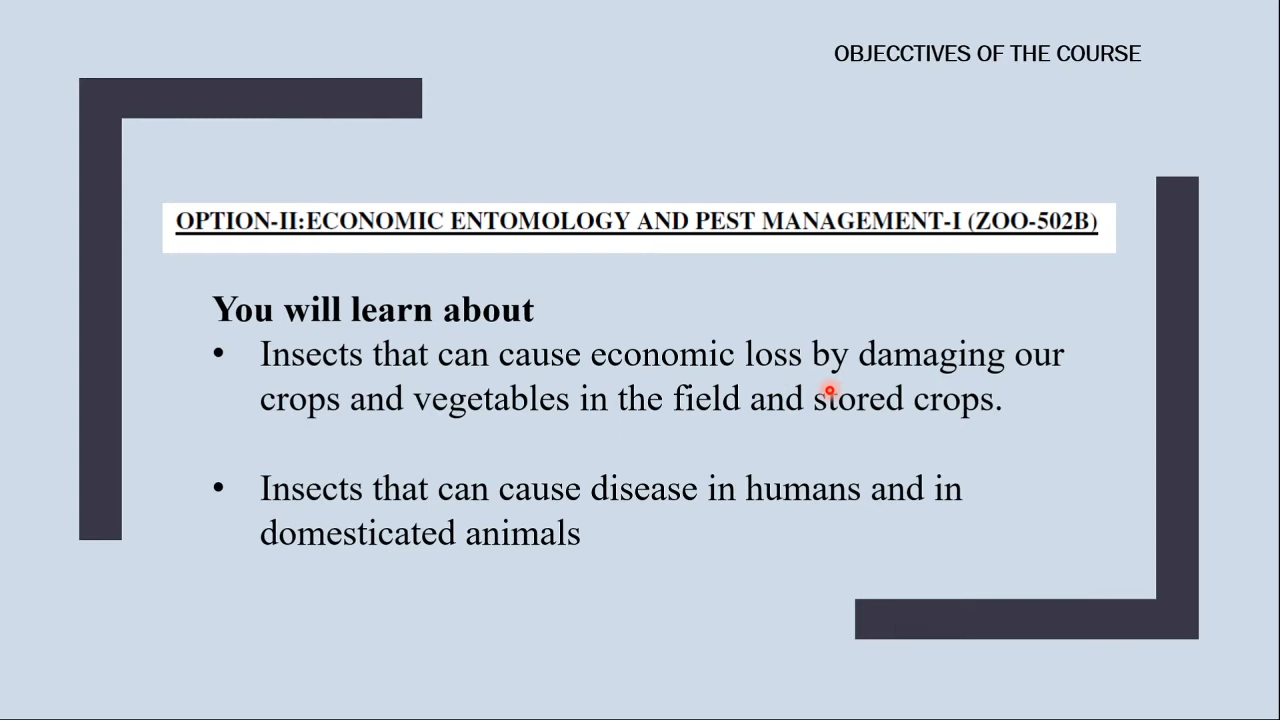 OBJECCTIVES OF THE COURSE
OPTION-II:ECONOMIC ENTOMOLOGY AND PEST MANAGEMENT-I (ZOO-502B)
You will learn about
• Insects that can cause economic loss by damaging our
crops and vegetables in the field and stored crops.
• Insects that can cause disease in humans and in
domesticated animals